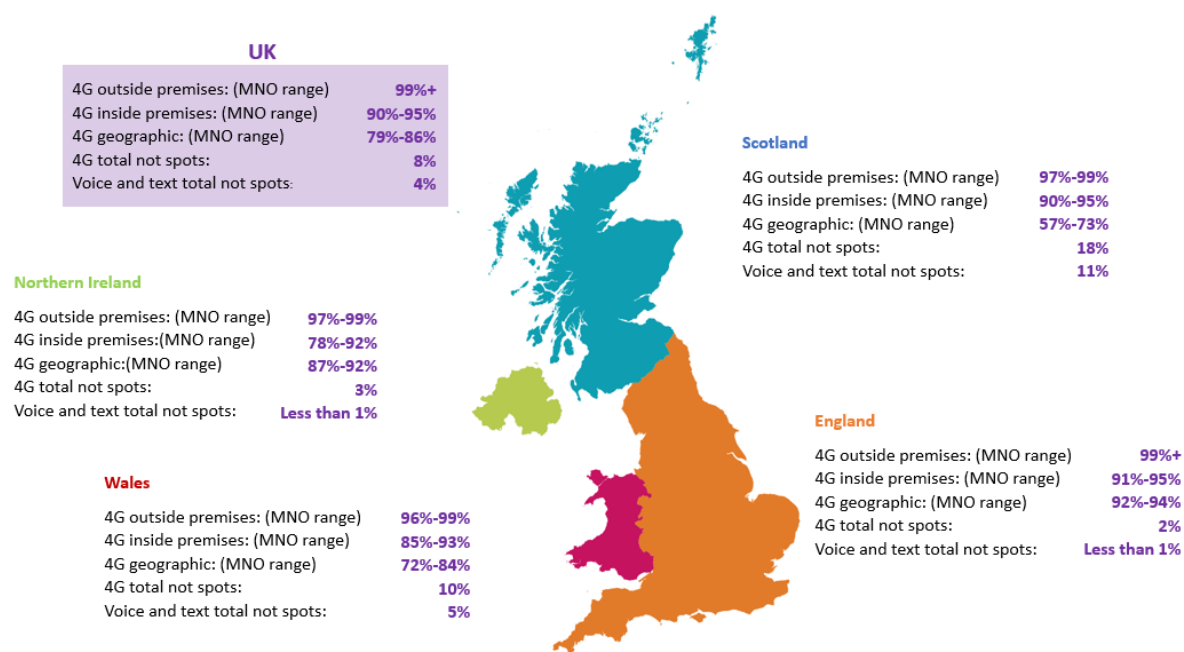 UK
4G outside premises: (MNO range) 99%+
4G inside premises: (MNO range) 90%-95%
4G geographic: (MNO range) 79%-86%
4G total not spots: 8%
Voice and text total not spots: 4%
Scotland
4G outside premises: (MNO range) 97%-99%
4G inside premises: (MNO range) 90%-95%
4G geographic: (MNO range) 57%-73%
4G total not spots: 18%
Voice and text total not spots: 11%
Northern Ireland
4G outside premises: (MNO range) 97%-99%
4G inside premises:(MNO range) 78%-92%
4G geographic:(MNO range) 87%-92%
4G total not spots: 3%
Voice and text total not spots: Less than 1%
England
4G outside premises: (MNO range) 99%+
4G inside premises: (MNO range) 91%-95%
4G geographic: (MNO range) 92%-94%
4G total not spots: 2%
Voice and text total not spots: Less than 1%
Wales
4G outside premises: (MNO range) 96%-99%
4G inside premises: (MNO range) 85%-93%
4G geographic: (MNO range) 72%-84%
4G total not spots: 10%
Voice and text total not spots: 5%